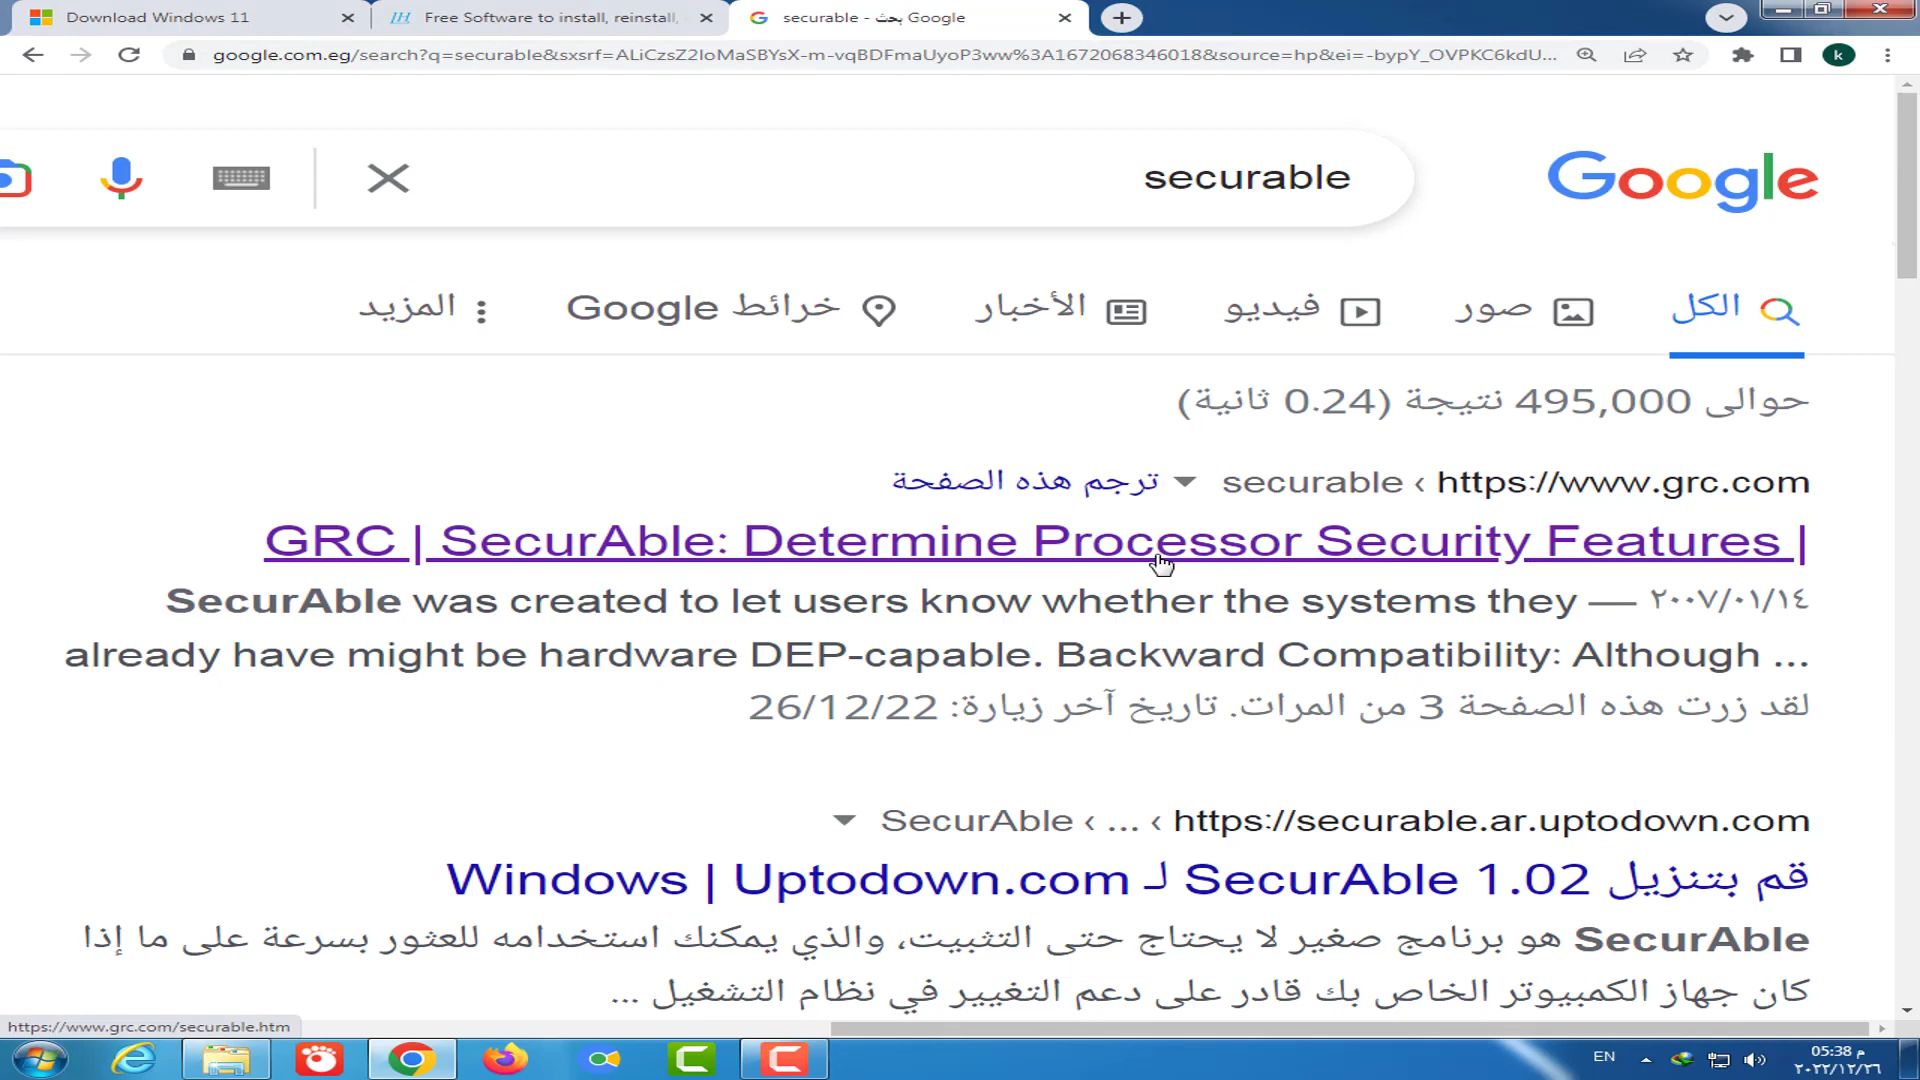 Download Windows 11
Free Software to install, reinstall,
securable - بحث Google
google.com.eg/search?q=securable&sxsrf=ALiCzsZ2IoMaSBYsX-m-vqBDFmaUyoP3ww%3A1672068346018&source=hp&ei=-bypY_OVPKC6kdU...
k
securable
Google
الكل
صور
فيديو
الأخبار
خرائط Google
المزيد
حوالى 495,000 نتيجة (0.24 ثانية)
https://www.grc.com › securable ترجم هذه الصفحة
GRC | SecurAble: Determine Processor Security Features |
٢٠٠٧/٠١/١٤ — SecurAble was created to let users know whether the systems they
already have might be hardware DEP-capable. Backward Compatibility: Although ...
لقد زرت هذه الصفحة 3 من المرات. تاريخ آخر زيارة: 26/12/22
https://securable.ar.uptodown.com › ... › SecurAble
قم بتنزيل SecurAble 1.02 لـ Windows | Uptodown.com
SecurAble هو برنامج صغير لا يحتاج حتى التثبيت، والذي يمكنك استخدامه للعثور بسرعة على ما إذا
كان جهاز الكمبيوتر الخاص بك قادر على دعم التغيير في نظام التشغيل ...
https://www.grc.com/securable.htm
EN
05:38 م
٢٠٢٢/١٢/٢٦